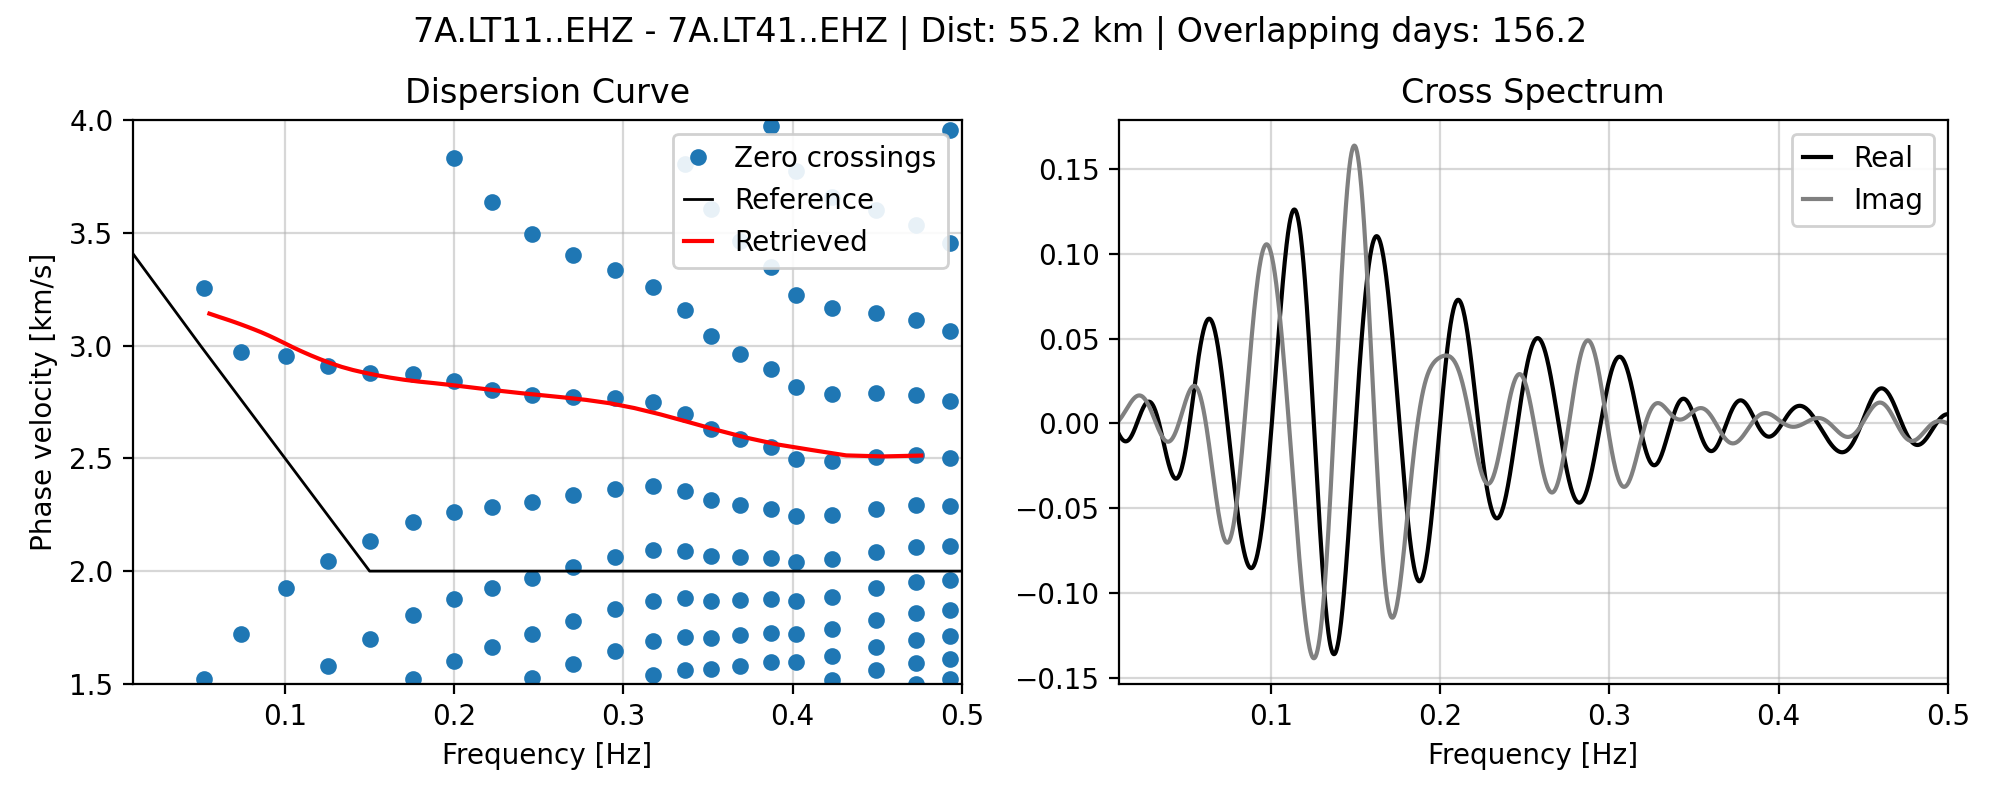 7A.LT11..EHZ - 7A.LT41..EHZ | Dist: 55.2 km | Overlapping days: 156.2
Dispersion Curve
4.0
3.5
3.0
2.5
2.0
1.5
Phase velocity [km/s]
Zero crossings
Reference
Retrieved
0.1
0.2
0.3
0.4
0.5
Frequency [Hz]
Cross Spectrum
0.15
0.10
0.05
0.00
−0.05
−0.10
−0.15
Real
Imag
0.1
0.2
0.3
0.4
0.5
Frequency [Hz]